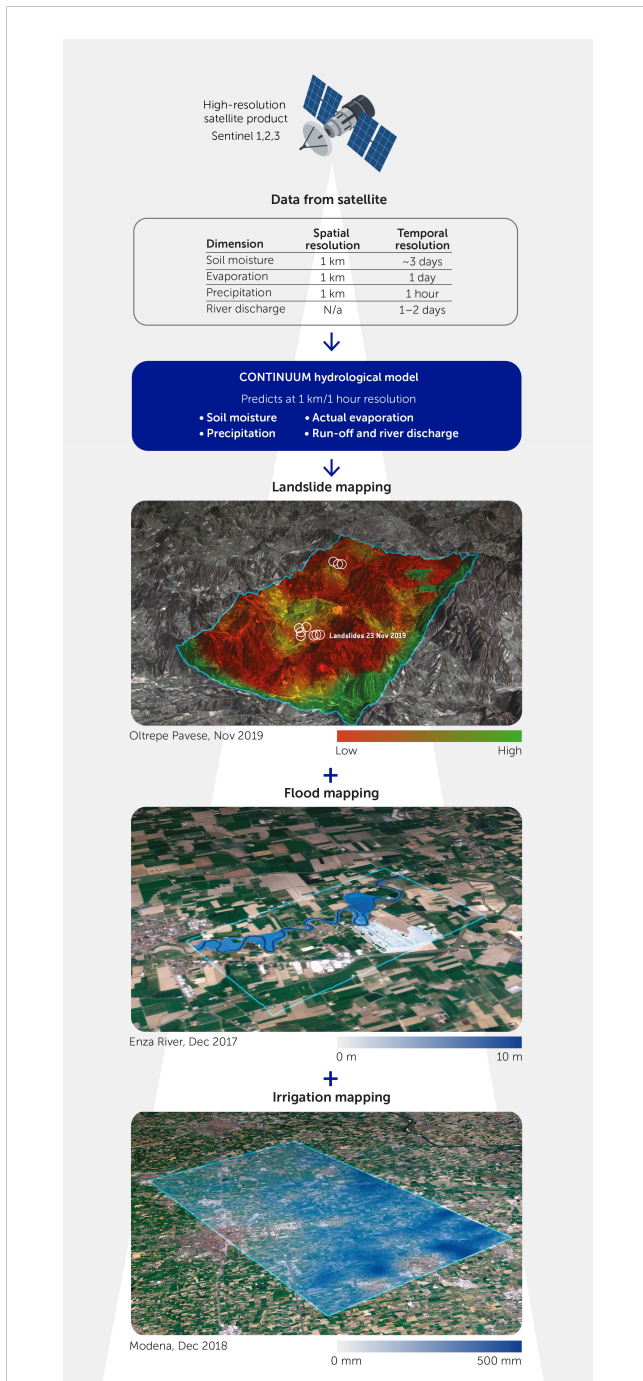 High-resolution
satellite product
Sentinel 1,2,3
Data from satellite
Dimension Spatial resolution Temporal resolution
Soil moisture 1 km ~3 days
Evaporation 1 km 1 day
Precipitation 1 km 1 hour
River discharge N/a 1–2 days
CONTINUUM hydrological model
Predicts at 1 km/1 hour resolution
• Soil moisture • Actual evaporation
• Precipitation • Run-off and river discharge
Landslide mapping
Landslides 23 Nov 2019
Oltrepe Pavese, Nov 2019
Low High
+
Flood mapping
Enza River, Dec 2017
0 m 10 m
+
Irrigation mapping
Modena, Dec 2018
0 mm 500 mm